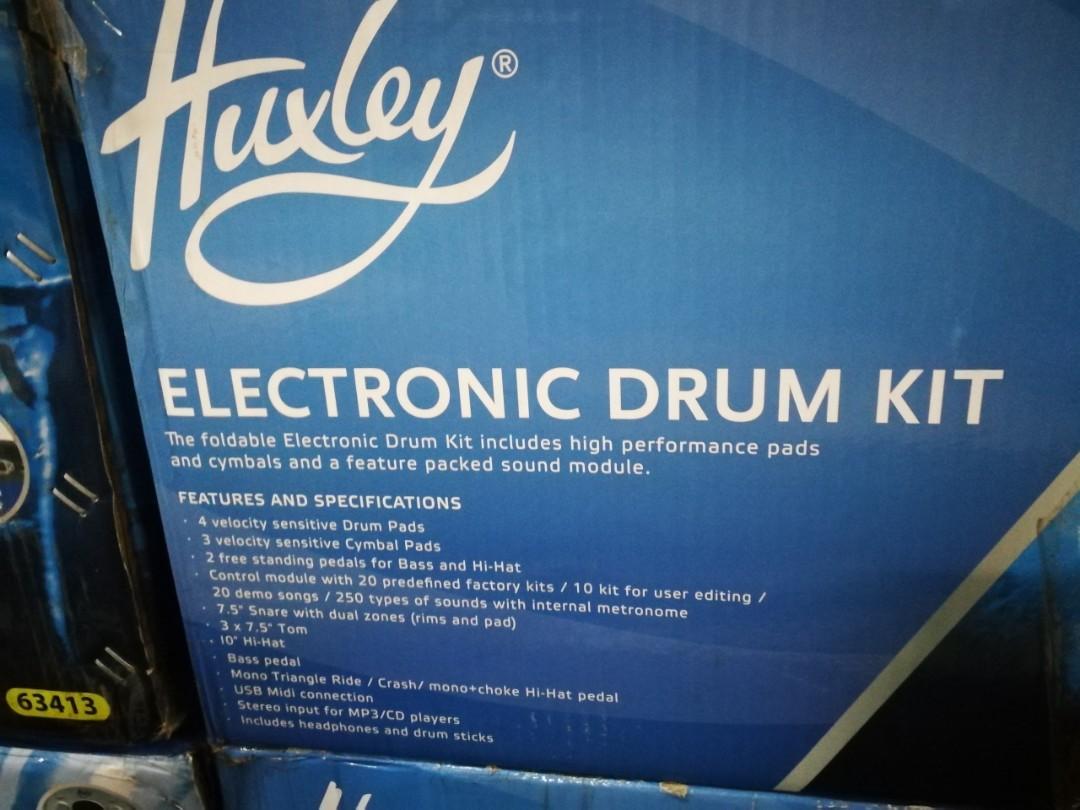 Huxley®
ELECTRONIC DRUM KIT
The foldable Electronic Drum Kit includes high performance pads
and cymbals and a feature packed sound module.
FEATURES AND SPECIFICATIONS
· 4 velocity sensitive Drum Pads
· 3 velocity sensitive Cymbal Pads
· 2 free standing pedals for Bass and Hi-Hat
· Control module with 20 predefined factory kits / 10 kit for user editing /
20 demo songs / 250 types of sounds with internal metronome
· 7.5" Snare with dual zones (rims and pad)
· 3 x 7.5" Tom
· 10" Hi-Hat
· Bass pedal
· Mono Triangle Ride / Crash/ mono+choke Hi-Hat pedal
· USB Midi connection
· Stereo input for MP3/CD players
· Includes headphones and drum sticks
63413